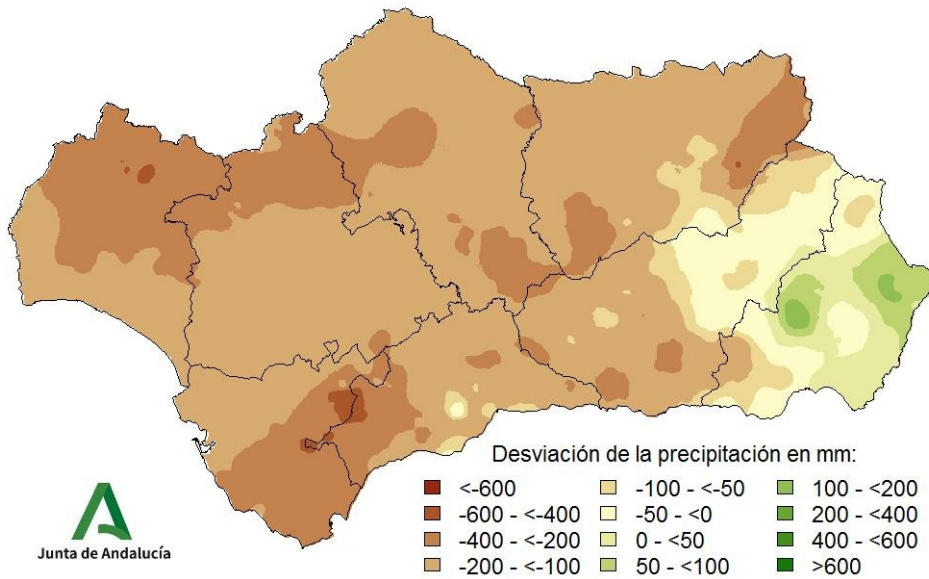 Desviación de la precipitación en mm:
<-600
-600 - <-400
-400 - <-200
-200 - <-100
-100 - <-50
-50 - <0
0 - <50
50 - <100
100 - <200
200 - <400
400 - <600
>600
Junta de Andalucía